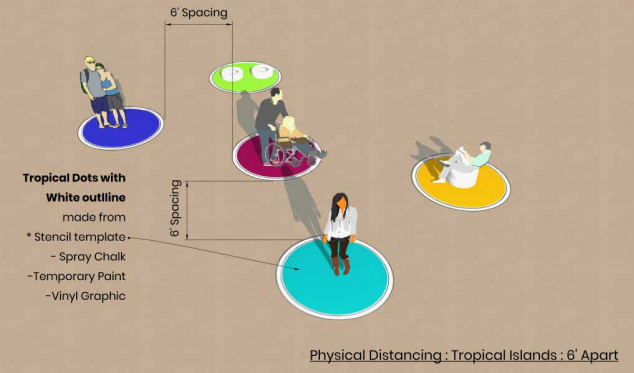 6' Spacing
6' Spacing
Tropical Dots with
White outlline
made from
* Stencil template
- Spray Chalk
-Temporary Paint
-Vinyl Graphic
Physical Distancing : Tropical Islands : 6' Apart